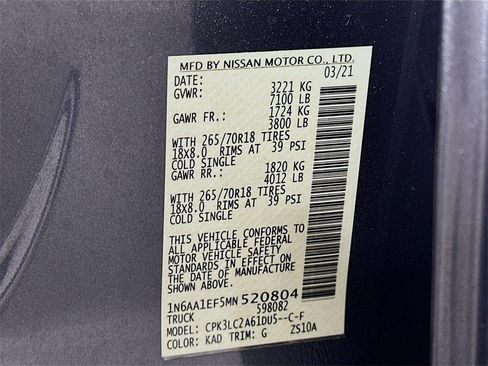 MFD BY NISSAN MOTOR CO., LTD.
DATE: 03/21
GVWR: 3221 KG
7100 LB
GAWR FR.: 1724 KG
3800 LB
WITH 265/70R18 TIRES
18X8.0 RIMS AT 39 PSI
COLD SINGLE
GAWR RR.: 1820 KG
4012 LB
WITH 265/70R18 TIRES
18X8.0 RIMS AT 39 PSI
COLD SINGLE
THIS VEHICLE CONFORMS TO
ALL APPLICABLE FEDERAL
MOTOR VEHICLE SAFETY
STANDARDS IN EFFECT ON
THE DATE OF MANUFACTURE
SHOWN ABOVE
1N6AA1EF5MN520804
TRUCK 598082
MODEL: CPK3LC2A61DU5--C-F
COLOR: KAD TRIM: G ZS10A